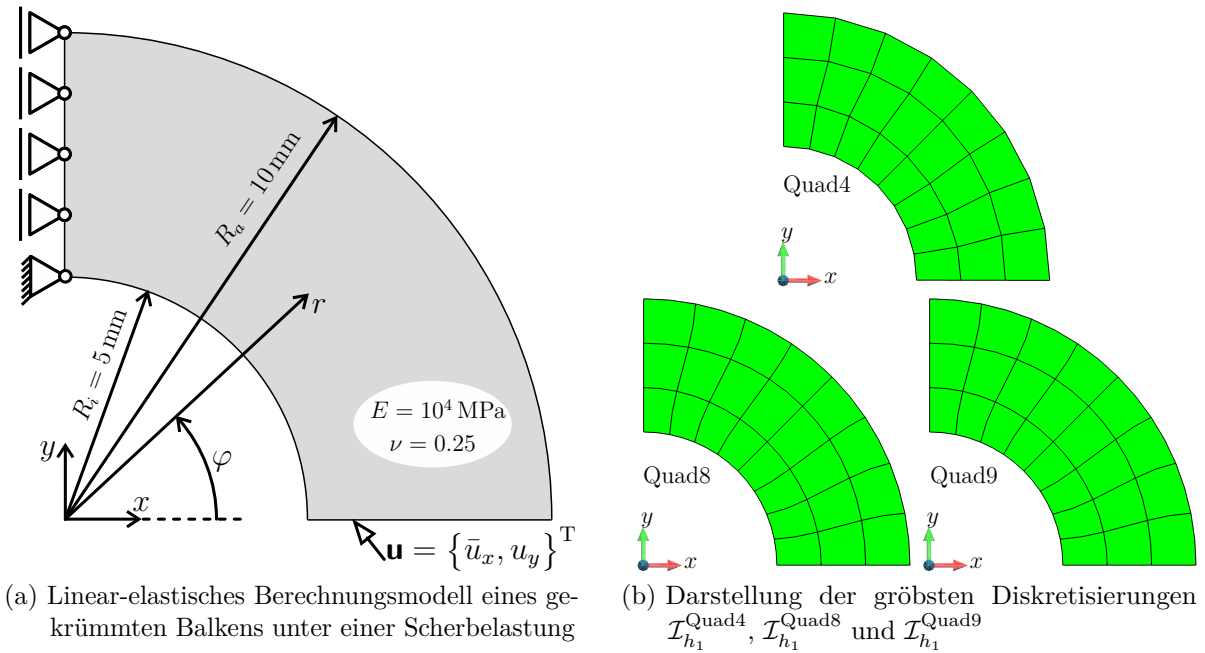 R_a = 10 mm
r
R_i = 5 mm
E = 10^4 MPa
ν = 0.25
φ
y
x
𝘂 = {ū_x, u_y}^T
(a) Linear-elastisches Berechnungsmodell eines ge-
krümmten Balkens unter einer Scherbelastung
Quad4
y
x
Quad8
y
x
Quad9
y
x
(b) Darstellung der gröbsten Diskretisierungen
ℐ_{h_1}^{Quad4}, ℐ_{h_1}^{Quad8} und ℐ_{h_1}^{Quad9}